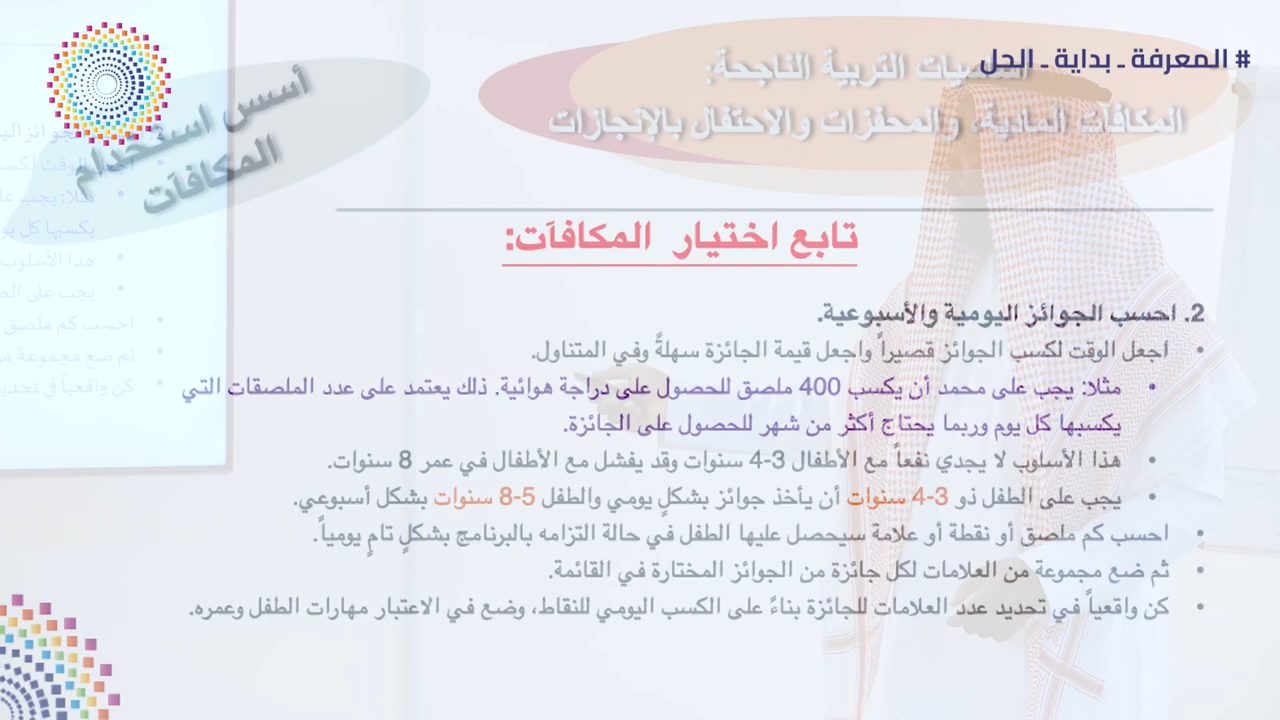 # المعرفة ـ بداية ـ الحل
التربية الناجحة:
المكافآت المادية، والمحفزات والاحتفال بالإنجازات
أسس استخدام
المكافآت
تابع اختيار المكافآت:
2. احسب الجوائز اليومية والأسبوعية.
• اجعل الوقت لكسب الجوائز قصيراً واجعل قيمة الجائزة سهلةً وفي المتناول.
• مثلا: يجب على محمد أن يكسب 400 ملصق للحصول على دراجة هوائية. ذلك يعتمد على عدد الملصقات التي
يكسبها كل يوم وربما يحتاج أكثر من شهر للحصول على الجائزة.
• هذا الأسلوب لا يجدي نفعاً مع الأطفال 3-4 سنوات وقد يفشل مع الأطفال في عمر 8 سنوات.
• يجب على الطفل ذو 3-4 سنوات أن يأخذ جوائز بشكلٍ يومي والطفل 5-8 سنوات بشكل أسبوعي.
• احسب كم ملصق أو نقطة أو علامة سيحصل عليها الطفل في حالة التزامه بالبرنامج بشكلٍ تامٍ يومياً.
• ثم ضع مجموعة من العلامات لكل جائزة من الجوائز المختارة في القائمة.
• كن واقعياً في تحديد عدد العلامات للجائزة بناءً على الكسب اليومي للنقاط، وضع في الاعتبار مهارات الطفل وعمره.